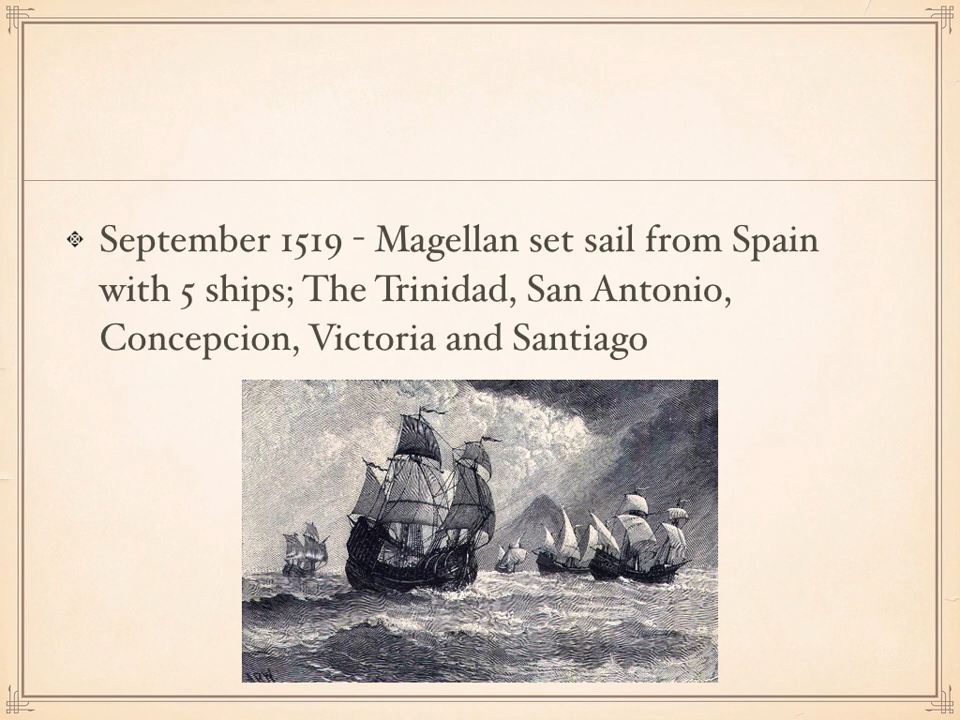 September 1519 - Magellan set sail from Spain
with 5 ships; The Trinidad, San Antonio,
Concepcion, Victoria and Santiago